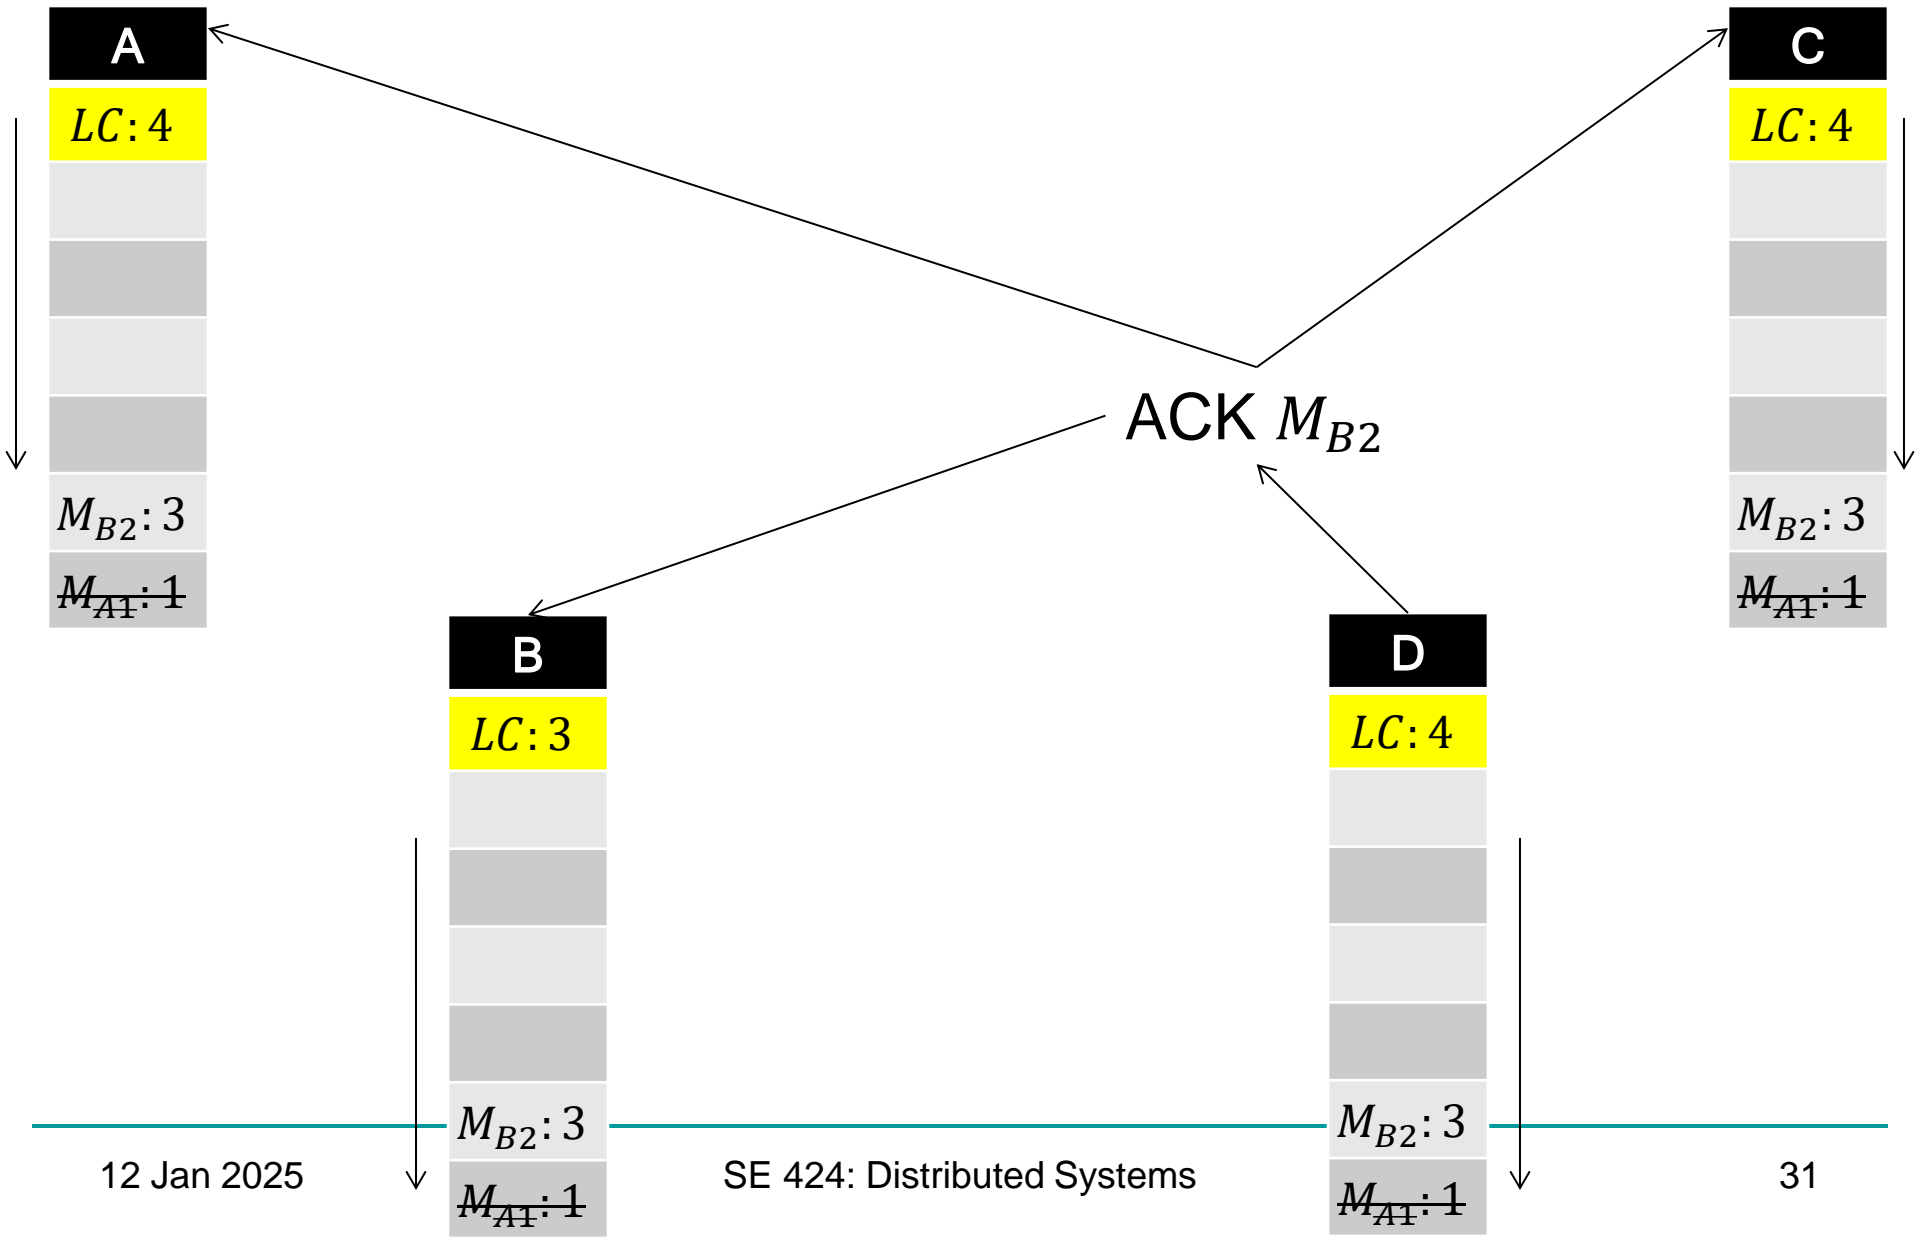 A
LC: 4
M_B2: 3
M_A1: 1
C
LC: 4
M_B2: 3
M_A1: 1
ACK M_B2
B
LC: 3
M_B2: 3
M_A1: 1
D
LC: 4
M_B2: 3
M_A1: 1
12 Jan 2025
SE 424: Distributed Systems
31